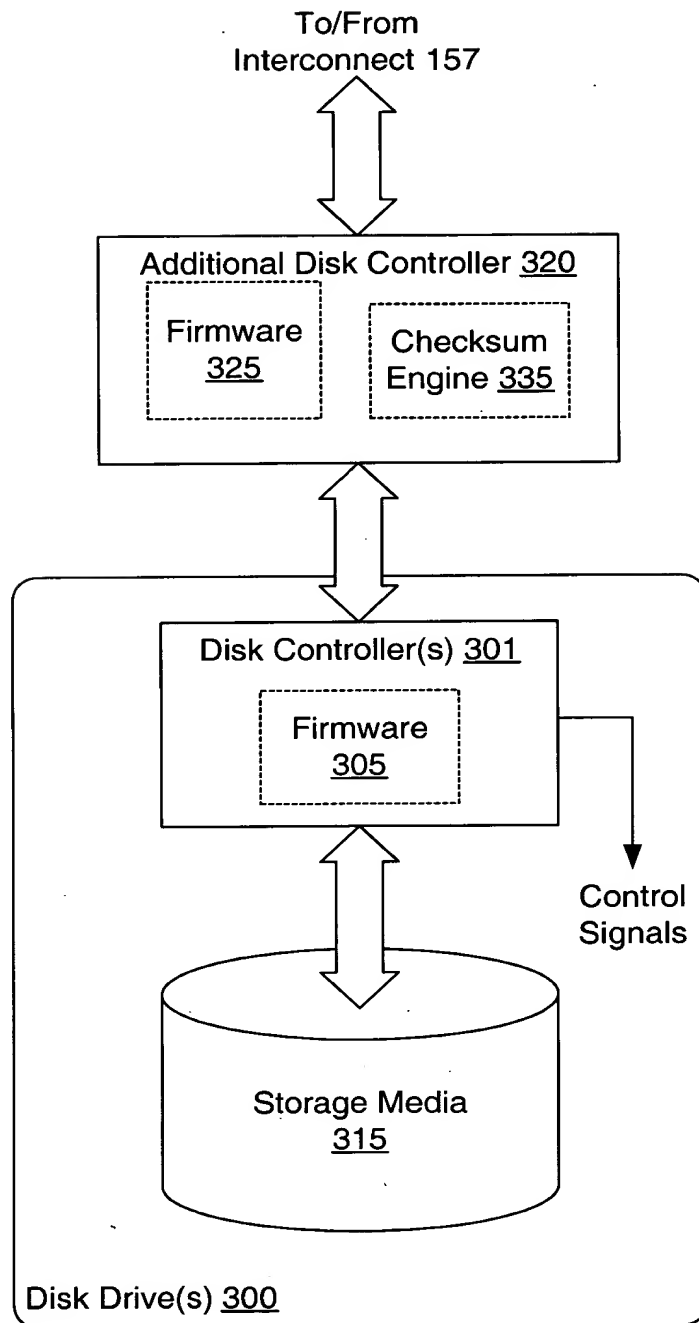 To/From
Interconnect 157
Additional Disk Controller 320
Firmware
325
Checksum
Engine 335
Disk Controller(s) 301
Firmware
305
Control
Signals
Storage Media
315
Disk Drive(s) 300